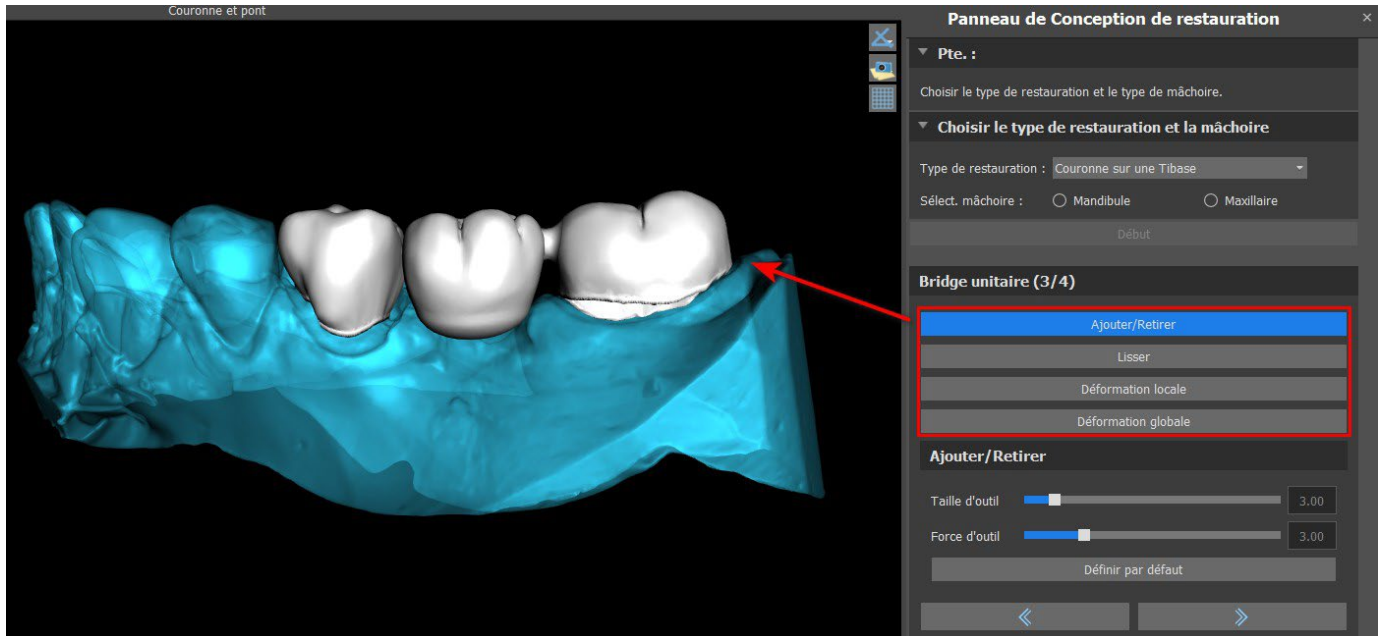 Couronne et pont
Panneau de Conception de restauration
Pte. :
Choisir le type de restauration et le type de mâchoire.
Choisir le type de restauration et la mâchoire
Type de restauration : Couronne sur une Tibase
Sélect. mâchoire : Mandibule Maxillaire
Début
Bridge unitaire (3/4)
Ajouter/Retirer
Lisser
Déformation locale
Déformation globale
Ajouter/Retirer
Taille d'outil 3.00
Force d'outil 3.00
Définir par défaut